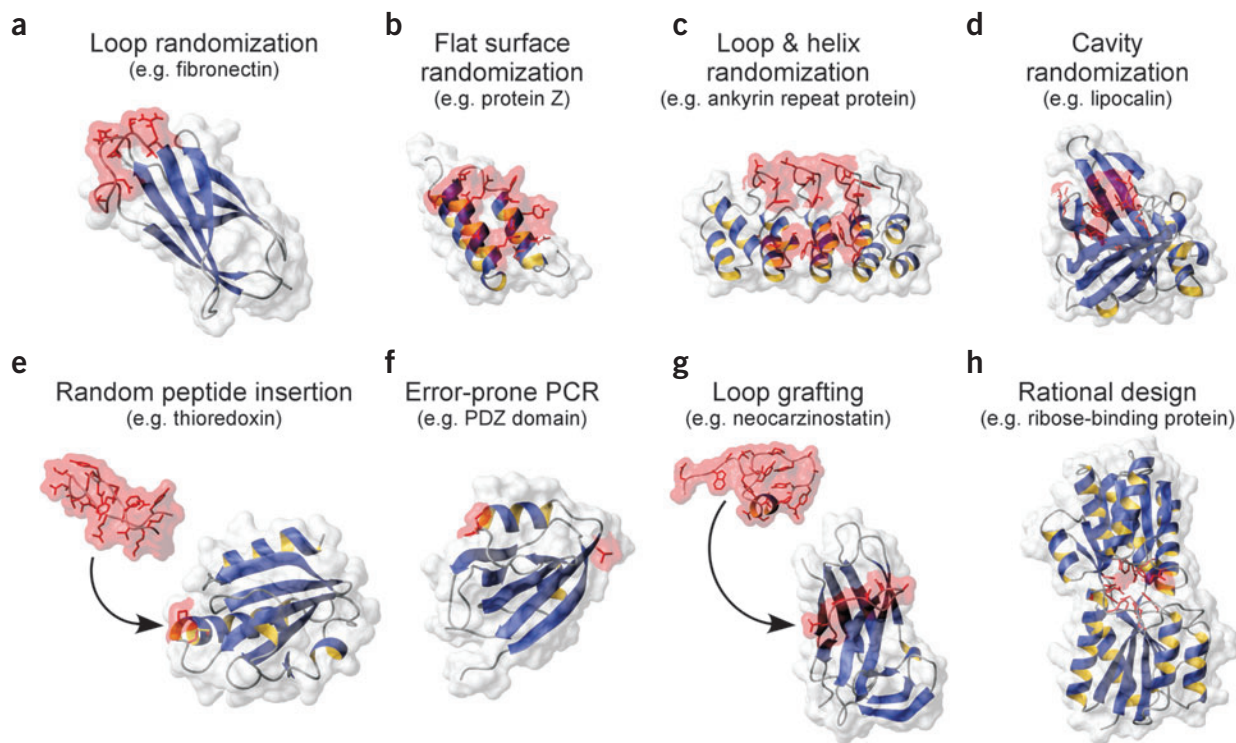 a
Loop randomization
(e.g. fibronectin)
b
Flat surface
randomization
(e.g. protein Z)
c
Loop & helix
randomization
(e.g. ankyrin repeat protein)
d
Cavity
randomization
(e.g. lipocalin)
e
Random peptide insertion
(e.g. thioredoxin)
f
Error-prone PCR
(e.g. PDZ domain)
g
Loop grafting
(e.g. neocarzinostatin)
h
Rational design
(e.g. ribose-binding protein)